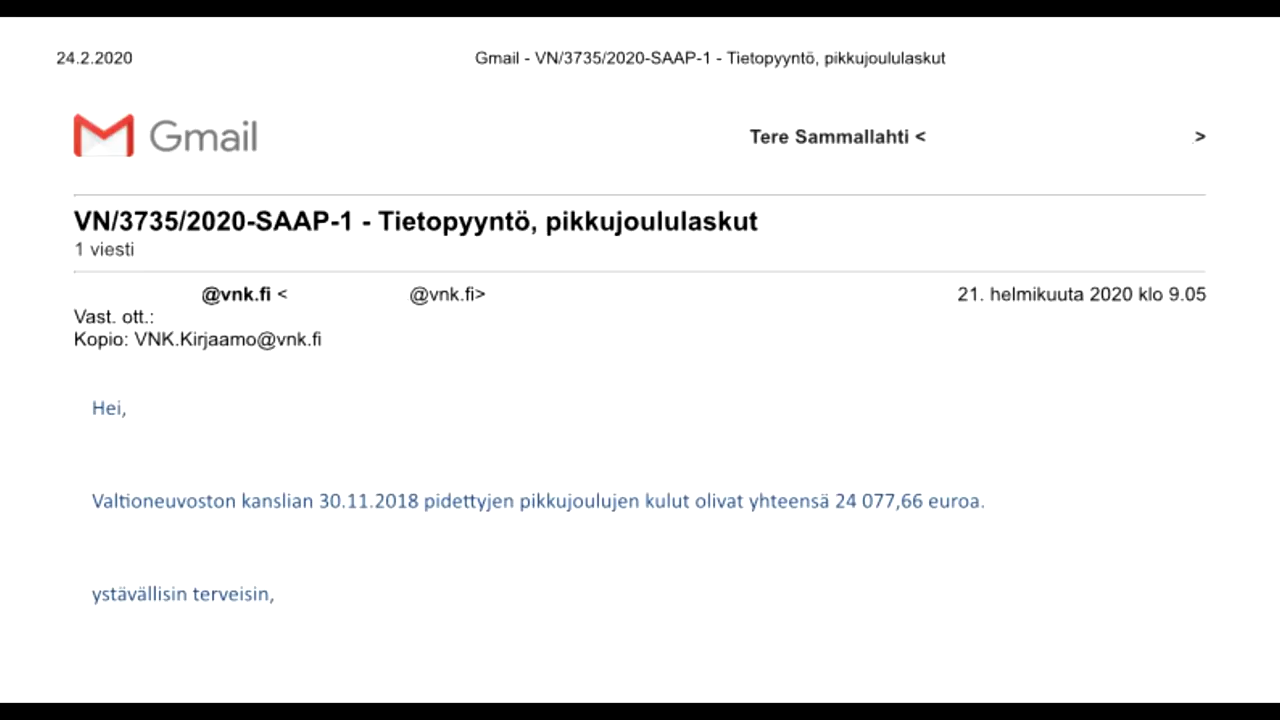 24.2.2020 Gmail - VN/3735/2020-SAAP-1 - Tietopyyntö, pikkujoululaskut
Gmail Tere Sammallahti < >
VN/3735/2020-SAAP-1 - Tietopyyntö, pikkujoululaskut
1 viesti
@vnk.fi < @vnk.fi> 21. helmikuuta 2020 klo 9.05
Vast. ott.:
Kopio: VNK.Kirjaamo@vnk.fi
Hei,
Valtioneuvoston kanslian 30.11.2018 pidettyjen pikkujoulujen kulut olivat yhteensä 24 077,66 euroa.
ystävällisin terveisin,